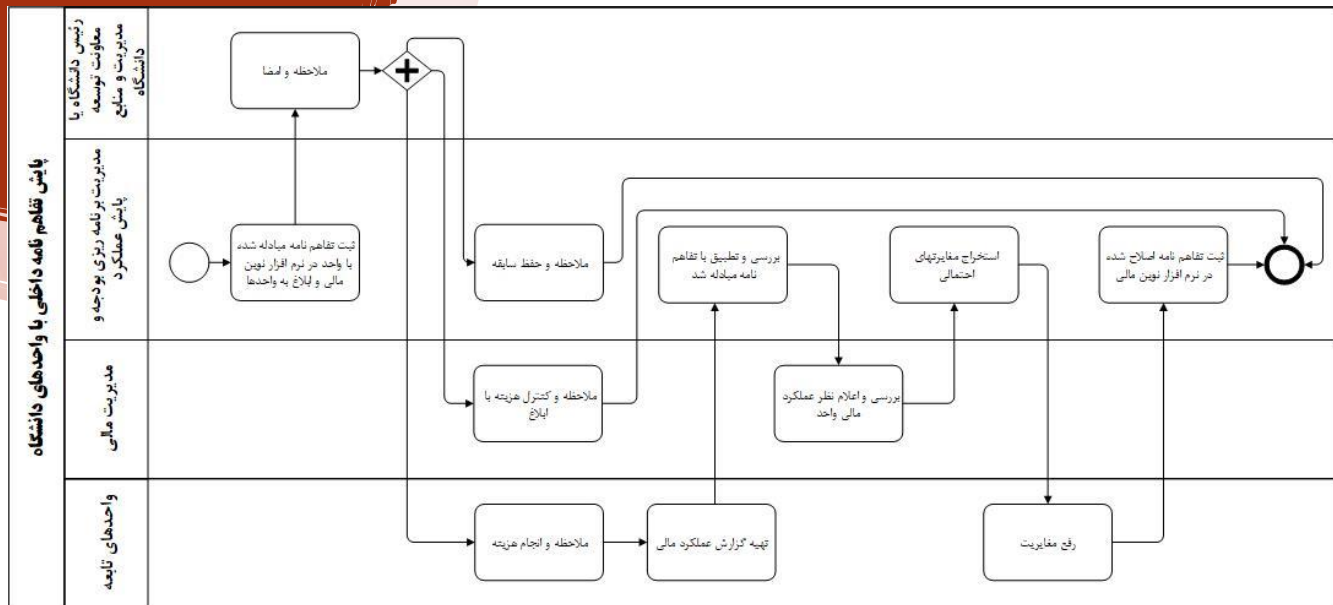 پایش تفاهم نامه داخلی با واحدهای دانشگاه
رئیس دانشگاه یا
معاونت توسعه
مدیریت و منابع
دانشگاه
ملاحظه و امضا
مدیریت برنامه ریزی بودجه و
پایش عملکرد
ثبت تفاهم نامه مبادله شده
با واحد در نرم افزار نوین
مالی و ابلاغ به واحدها
ملاحظه و حفظ سابقه
بررسی و تطبیق با تفاهم
نامه مبادله شد
استخراج مغایرتهای
احتمالی
ثبت تفاهم نامه اصلاح شده
در نرم افزار نوین مالی
مدیریت مالی
ملاحظه و کنترل هزینه با
ابلاغ
بررسی و اعلام نظر عملکرد
مالی واحد
واحدهای تابعه
ملاحظه و انجام هزینه
تهیه گزارش عملکرد مالی
رفع مغایریت